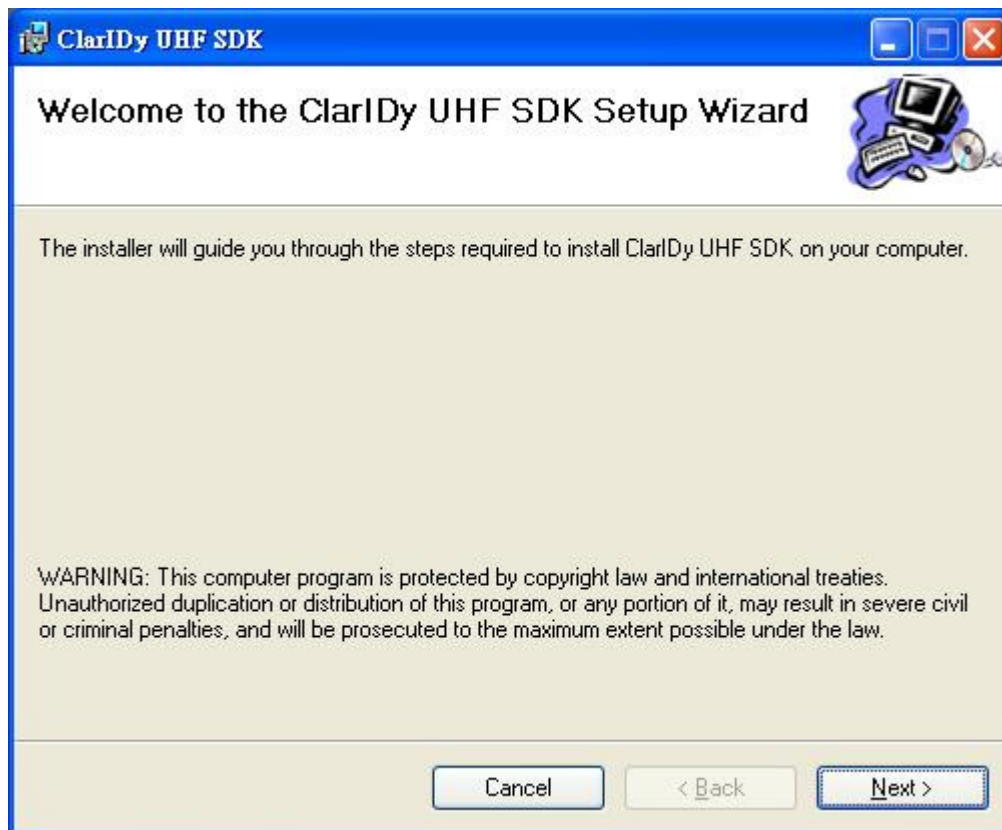 ClarIDy UHF SDK
Welcome to the ClarIDy UHF SDK Setup Wizard
The installer will guide you through the steps required to install ClarIDy UHF SDK on your computer.
WARNING: This computer program is protected by copyright law and international treaties.
Unauthorized duplication or distribution of this program, or any portion of it, may result in severe civil
or criminal penalties, and will be prosecuted to the maximum extent possible under the law.
Cancel
< Back
Next >